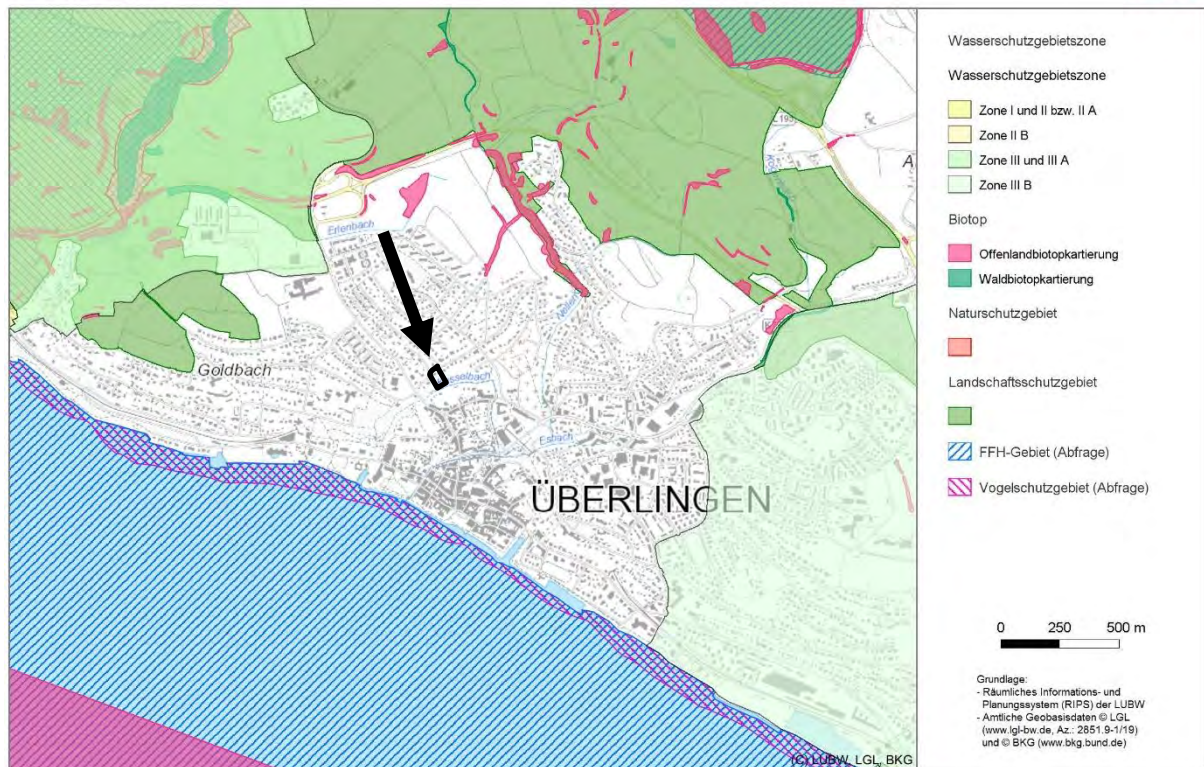 Erlenbach
Goldbach
sselbach
Esbach
ÜBERLINGEN
L 195
A
(C) LUBW, LGL, BKG
Wasserschutzgebietszone
Wasserschutzgebietszone
Zone I und II bzw. II A
Zone II B
Zone III und III A
Zone III B
Biotop
Offenlandbiotopkartierung
Waldbiotopkartierung
Naturschutzgebiet
Landschaftsschutzgebiet
FFH-Gebiet (Abfrage)
Vogelschutzgebiet (Abfrage)
0 250 500 m
Grundlage:
- Räumliches Informations- und
Planungssystem (RIPS) der LUBW
- Amtliche Geobasisdaten © LGL
(www.lgl-bw.de, Az.: 2851.9-1/19)
und © BKG (www.bkg.bund.de)